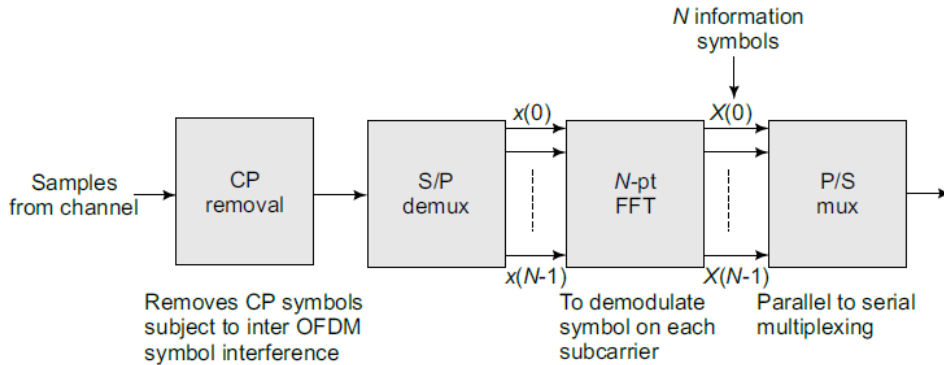 N information
symbols
x(0)
X(0)
Samples
from channel
CP
removal
S/P
demux
N-pt
FFT
P/S
mux
x(N-1)
X(N-1)
Removes CP symbols
subject to inter OFDM
symbol interference
To demodulate
symbol on each
subcarrier
Parallel to serial
multiplexing